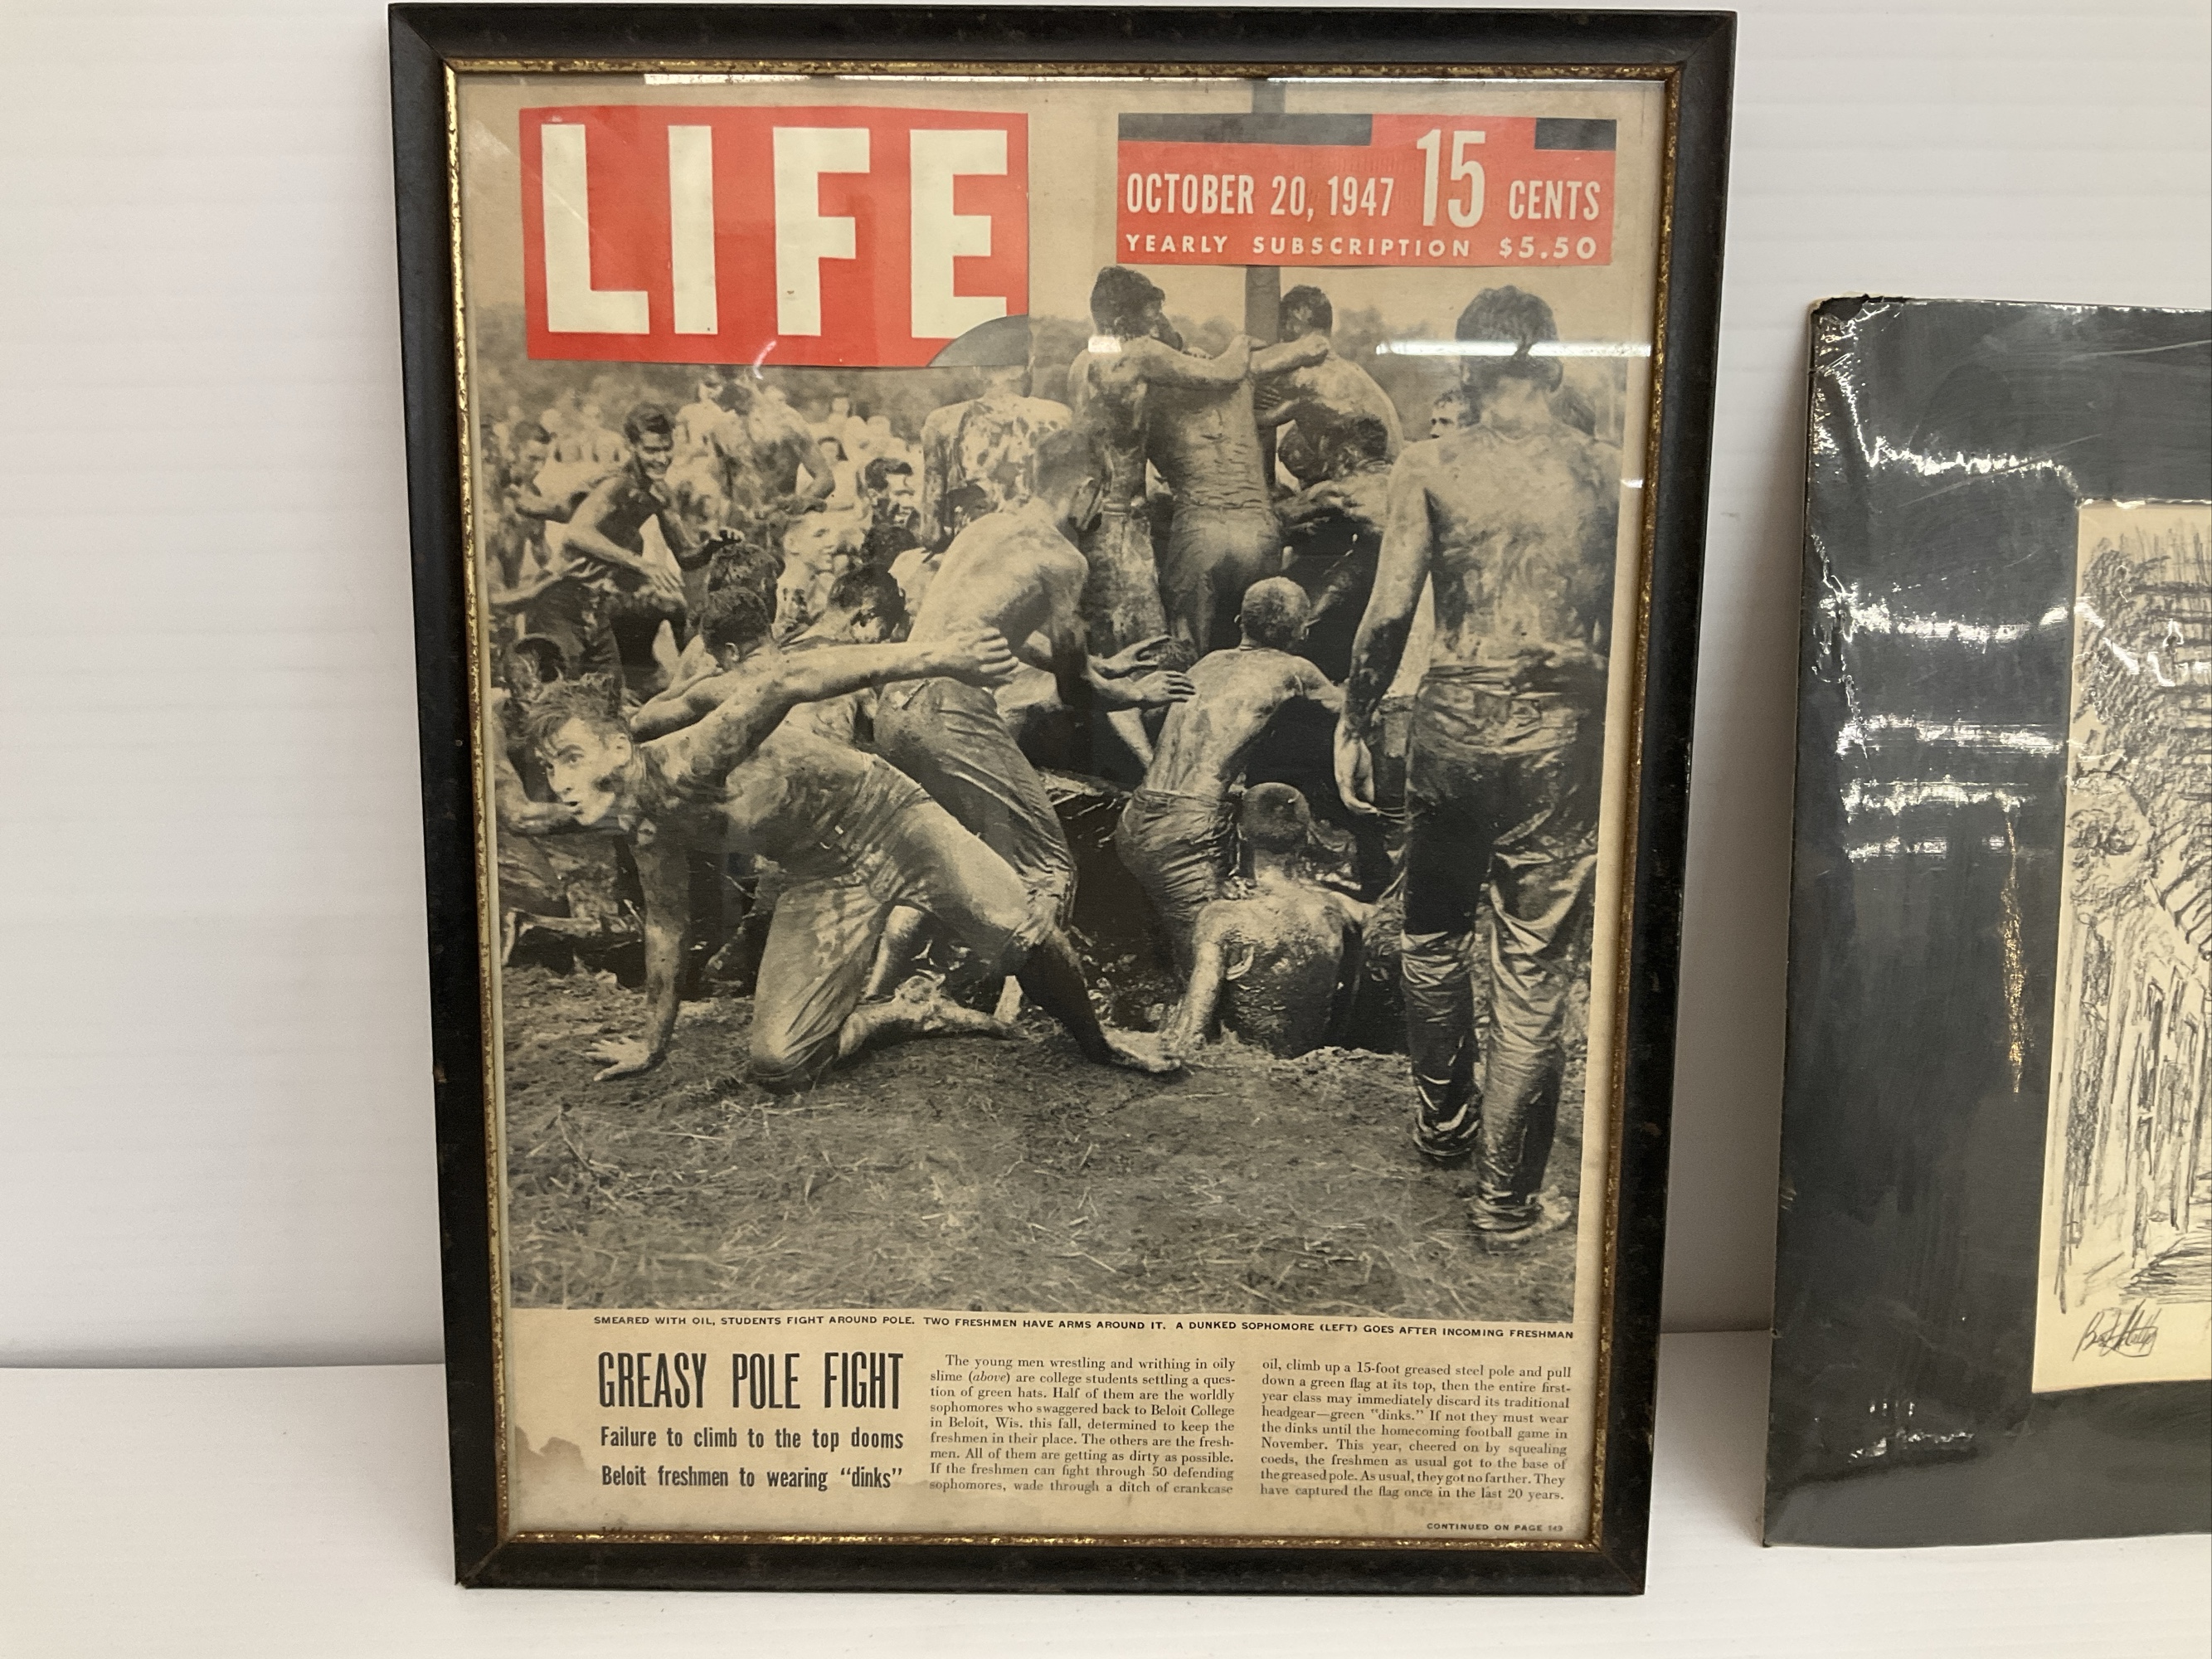 LIFE
OCTOBER 20, 1947 15 CENTS
YEARLY SUBSCRIPTION $5.50
SMEARED WITH OIL, STUDENTS FIGHT AROUND POLE. TWO FRESHMEN HAVE ARMS AROUND IT. A DUNKED SOPHOMORE (LEFT) GOES AFTER INCOMING FRESHMAN
GREASY POLE FIGHT
Failure to climb to the top dooms
Beloit freshmen to wearing “dinks”
The young men wrestling and writhing in oily
slime (above) are college students settling a ques-
tion of green hats. Half of them are the worldly
sophomores who swaggered back to Beloit College
in Beloit, Wis. this fall, determined to keep the
freshmen in their place. The others are the fresh-
men. All of them are getting as dirty as possible.
If the freshmen can fight through 50 defending
sophomores, wade through a ditch of crankcase
oil, climb up a 15-foot greased steel pole and pull
down a green flag at its top, then the entire first-
year class may immediately discard its traditional
headgear—green “dinks.” If not they must wear
the dinks until the homecoming football game in
November. This year, cheered on by squealing
coeds, the freshmen as usual got to the base of
the greased pole. As usual, they got no farther. They
have captured the flag once in the last 20 years.
CONTINUED ON PAGE 149